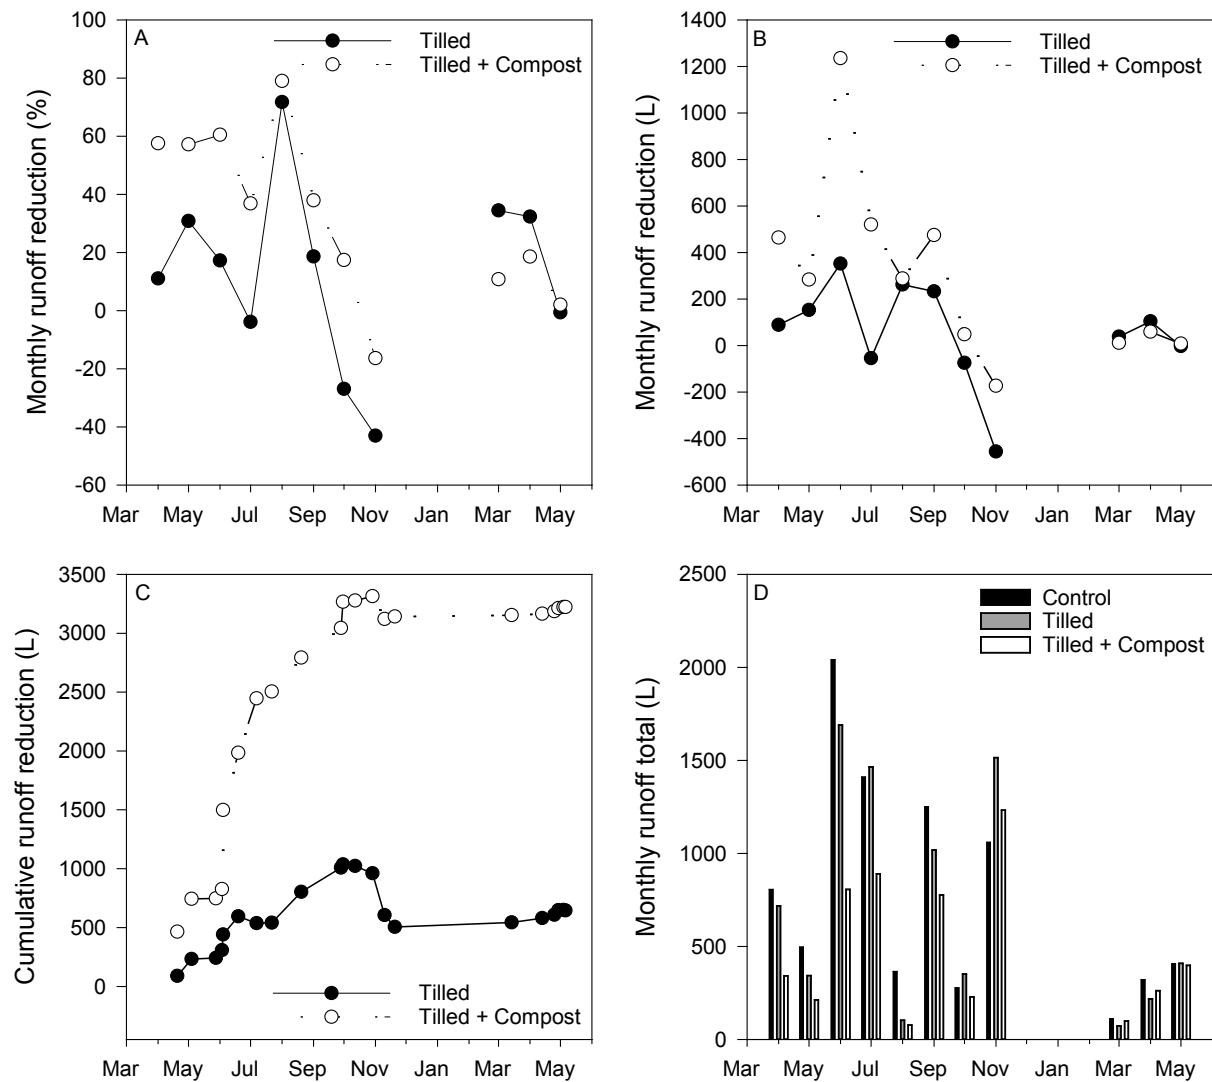 A
Tilled
Tilled + Compost
Monthly runoff reduction (%)
100
80
60
40
20
0
-20
-40
-60
Mar May Jul Sep Nov Jan Mar May
B
Tilled
Tilled + Compost
Monthly runoff reduction (L)
1400
1200
1000
800
600
400
200
0
-200
-400
-600
Mar May Jul Sep Nov Jan Mar May
C
Cumulative runoff reduction (L)
3500
3000
2500
2000
1500
1000
500
0
Tilled
Tilled + Compost
Mar May Jul Sep Nov Jan Mar May
D
Control
Tilled
Tilled + Compost
Monthly runoff total (L)
2500
2000
1500
1000
500
0
Mar May Jul Sep Nov Jan Mar May